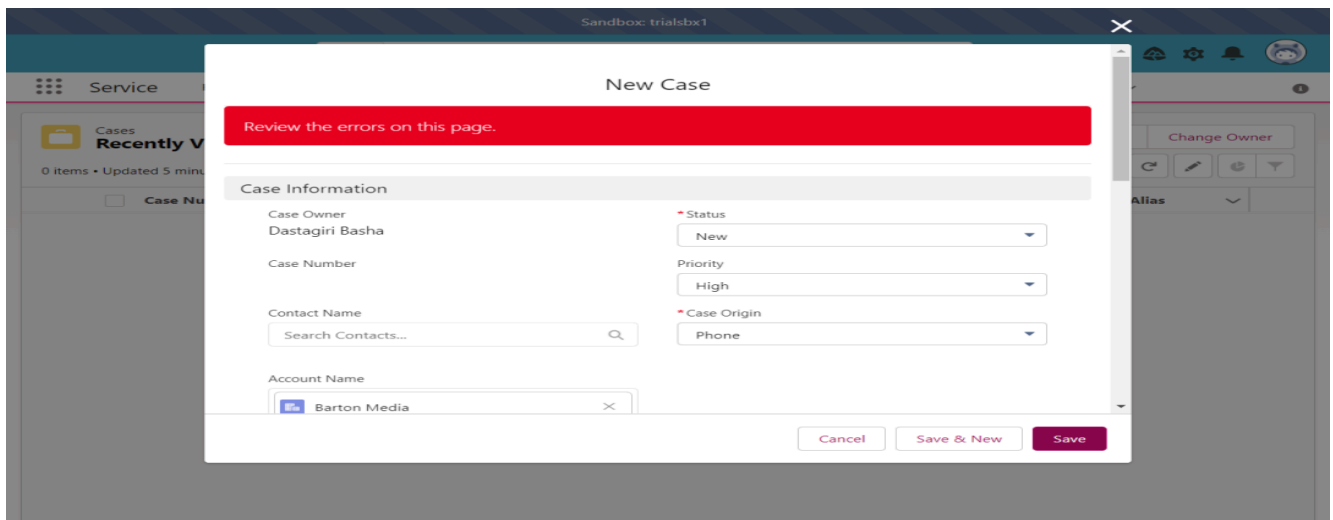 Sandbox: trialsbx1
New Case
Service
Review the errors on this page.
Cases
Recently V
Change Owner
0 items • Updated 5 minu
Case Information
Case Nu
Alias
Case Owner
Dastagiri Basha
*Status
New
Case Number
Priority
High
Contact Name
Search Contacts...
*Case Origin
Phone
Account Name
Barton Media
Cancel
Save & New
Save